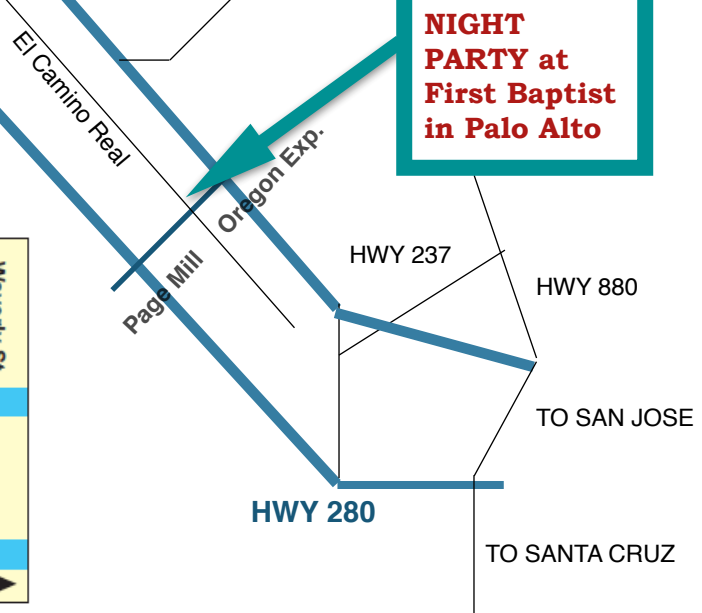 NIGHT
PARTY at
First Baptist
in Palo Alto
El Camino Real
Oregon Exp.
Page Mill
HWY 237
HWY 880
TO SAN JOSE
HWY 280
TO SANTA CRUZ